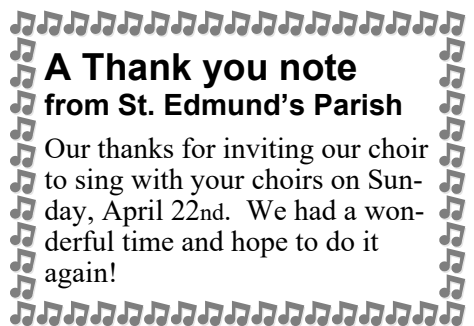 A Thank you note
from St. Edmund's Parish
Our thanks for inviting our choir
to sing with your choirs on Sun-
day, April 22nd.  We had a won-
derful time and hope to do it
again!